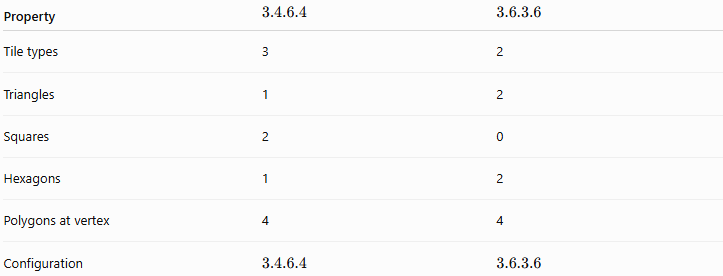 Property 3.4.6.4 3.6.3.6
Tile types 3 2
Triangles 1 2
Squares 2 0
Hexagons 1 2
Polygons at vertex 4 4
Configuration 3.4.6.4 3.6.3.6